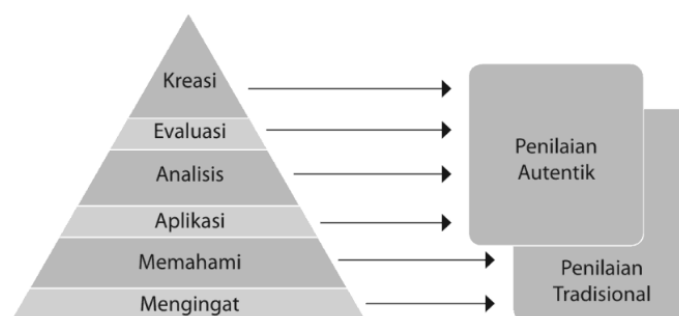 Kreasi
Evaluasi
Analisis
Aplikasi
Memahami
Mengingat
Penilaian
Autentik
Penilaian
Tradisional